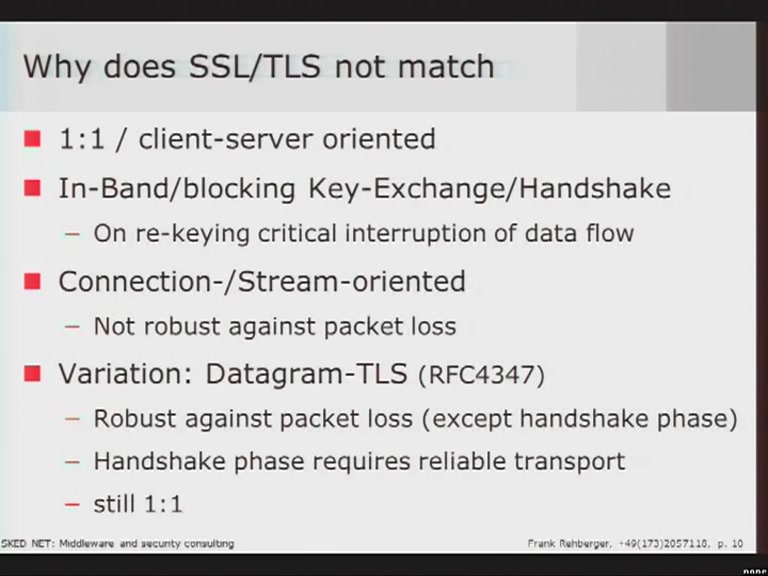 Why does SSL/TLS not match
1:1 / client-server oriented
In-Band/blocking Key-Exchange/Handshake
– On re-keying critical interruption of data flow
Connection-/Stream-oriented
– Not robust against packet loss
Variation: Datagram-TLS (RFC4347)
– Robust against packet loss (except handshake phase)
– Handshake phase requires reliable transport
– still 1:1
SKED NET: Middleware and security consulting
Frank Rehberger, +49(173)2057116, p. 10